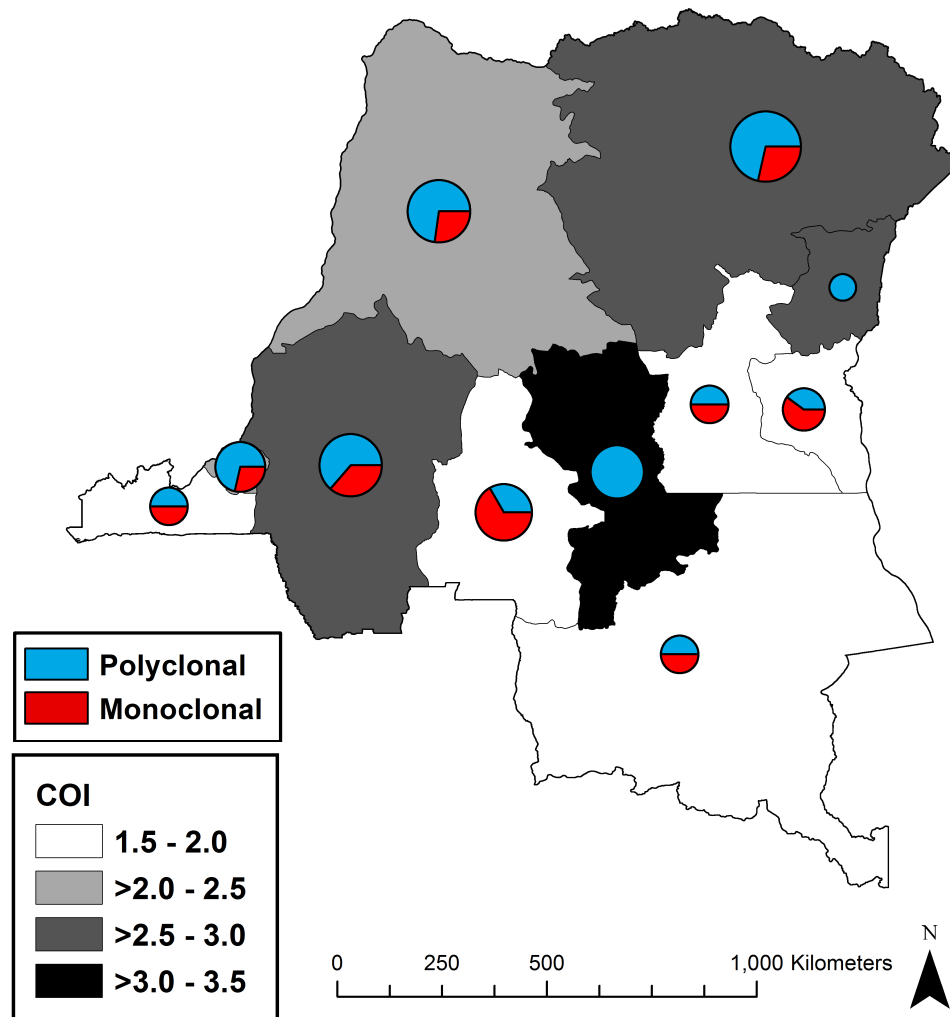 Polyclonal
Monoclonal
COI
1.5 - 2.0
>2.0 - 2.5
>2.5 - 3.0
>3.0 - 3.5
0 250 500 1,000 Kilometers
N